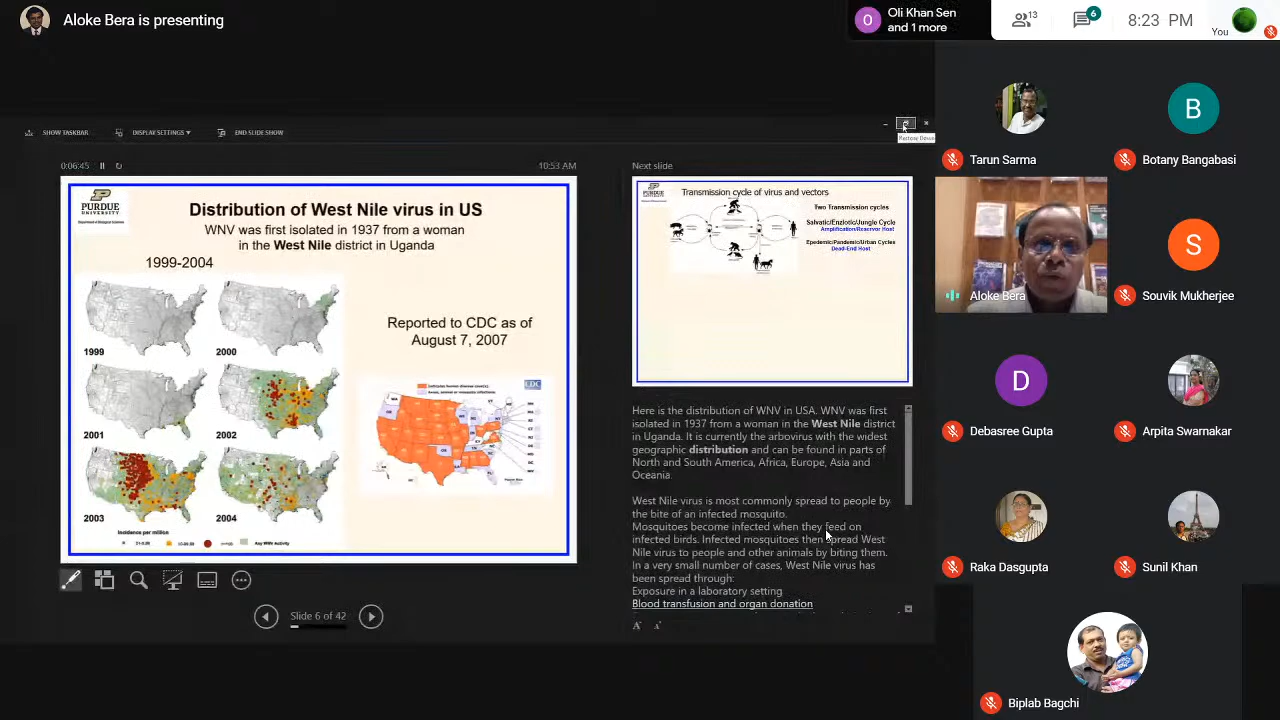 Aloke Bera is presenting
O
Oli Khan Sen
and 1 more
13
6
8:23 PM
You
SHOW TASKBAR
DISPLAY SETTINGS ▾
END SLIDE SHOW
Restore Down
0:06:45
10:53 AM
PURDUE
UNIVERSITY
Distribution of West Nile virus in US
WNV was first isolated in 1937 from a woman
in the West Nile district in Uganda
1999-2004
1999
2000
2001
2002
2003
2004
Incidence per million
Any WNV Activity
Reported to CDC as of
August 7, 2007
CDC
Slide 6 of 42
Next slide
PURDUE
Transmission cycle of virus and vectors
Two Transmission cycles
Salvatic/Enziotic/Jungle Cycle
Amplification/Reservor Host
Epedemic/Pandemic/Urban Cycles
Dead-End Host
Here is the distribution of WNV in USA. WNV was first
isolated in 1937 from a woman in the West Nile district
in Uganda. It is currently the arbovirus with the widest
geographic distribution and can be found in parts of
North and South America, Africa, Europe, Asia and
Oceania.
West Nile virus is most commonly spread to people by
the bite of an infected mosquito.
Mosquitoes become infected when they feed on
infected birds. Infected mosquitoes then spread West
Nile virus to people and other animals by biting them.
In a very small number of cases, West Nile virus has
been spread through:
Exposure in a laboratory setting
Blood transfusion and organ donation
Tarun Sarma
B
Botany Bangabasi
Aloke Bera
S
Souvik Mukherjee
D
Debasree Gupta
Arpita Swarnakar
Raka Dasgupta
Sunil Khan
Biplab Bagchi